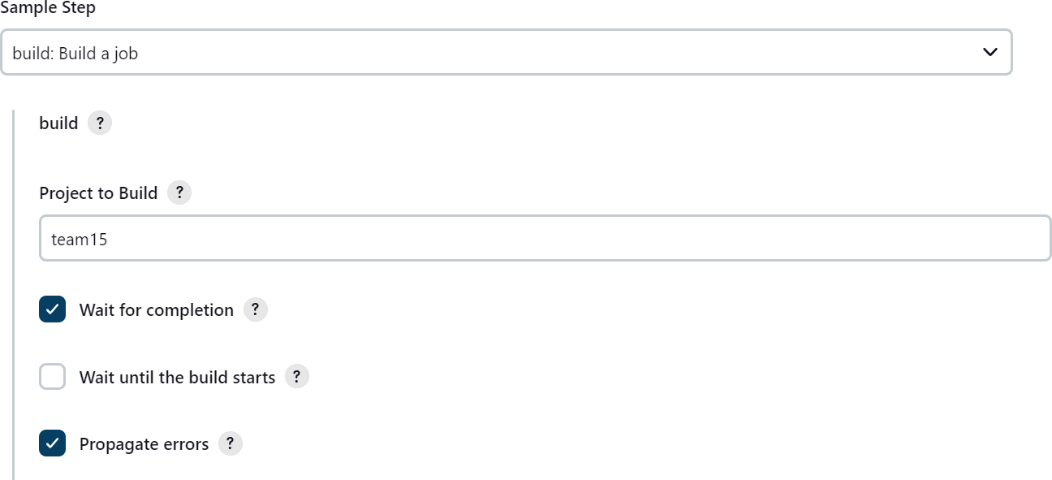 Sample Step
build: Build a job
build ?
Project to Build ?
team15
Wait for completion ?
Wait until the build starts ?
Propagate errors ?